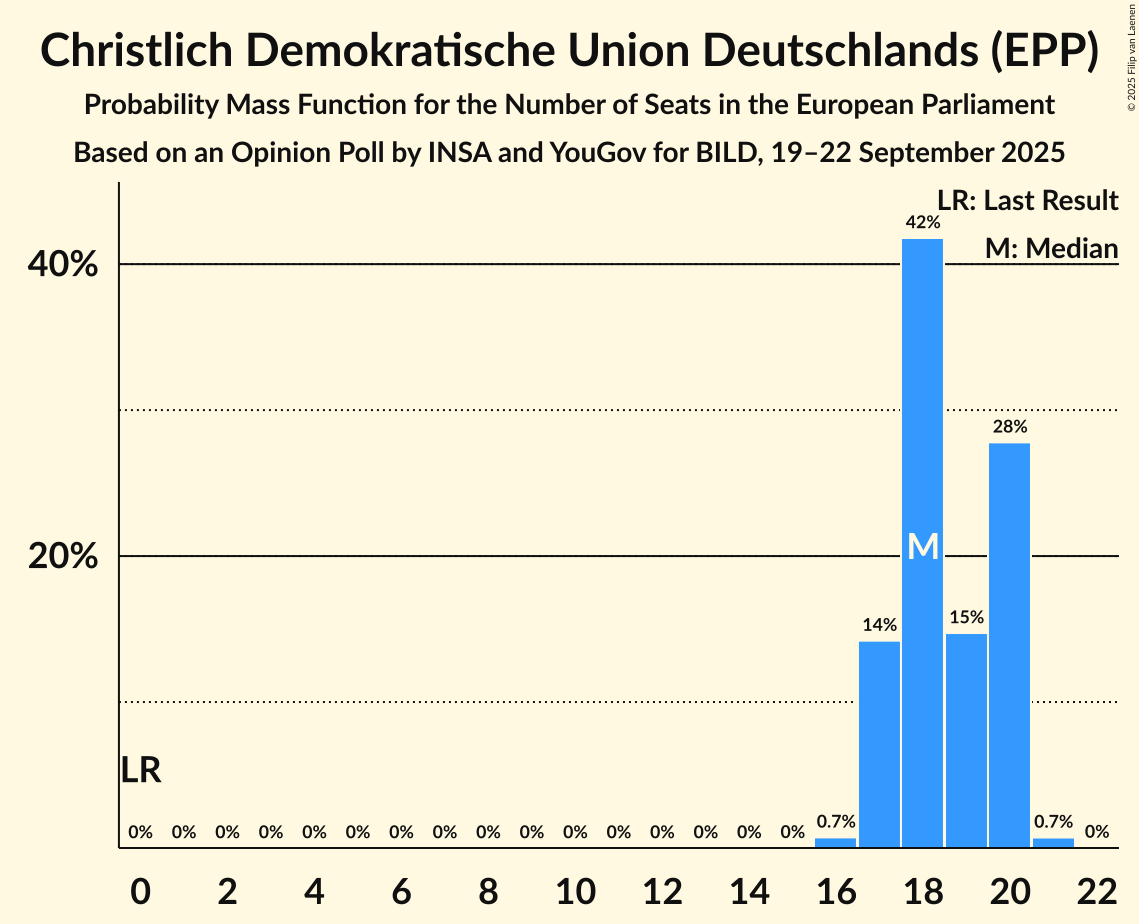 Christlich Demokratische Union Deutschlands (EPP)
Probability Mass Function for the Number of Seats in the European Parliament
Based on an Opinion Poll by INSA and YouGov for BILD, 19–22 September 2025
© 2025 Filip van Laenen
LR: Last Result
M: Median
42%
40%
28%
20%
M
15%
14%
LR
0% 0% 0% 0% 0% 0% 0% 0% 0% 0% 0% 0% 0% 0% 0% 0% 0.7% 0.7% 0%
0 2 4 6 8 10 12 14 16 18 20 22